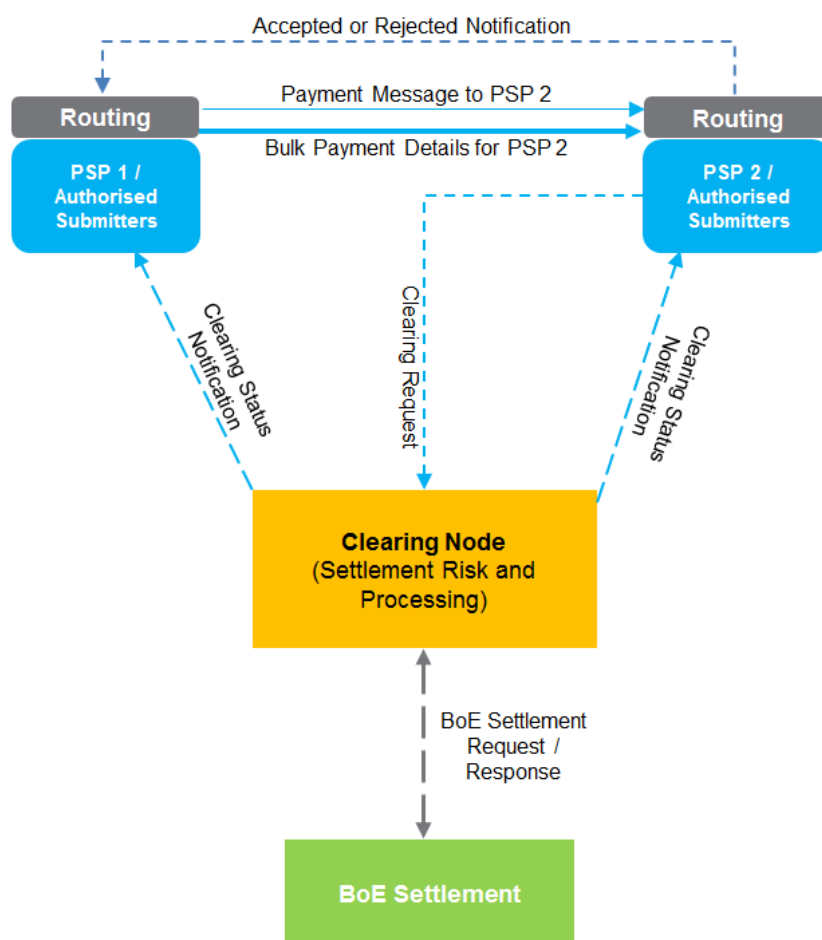 Accepted or Rejected Notification
Routing
Payment Message to PSP 2
Routing
Bulk Payment Details for PSP 2
PSP 1 /
Authorised
Submitters
PSP 2 /
Authorised
Submitters
Clearing Status
Notification
Clearing Request
Clearing Status
Notification
Clearing Node
(Settlement Risk and
Processing)
BoE Settlement
Request /
Response
BoE Settlement